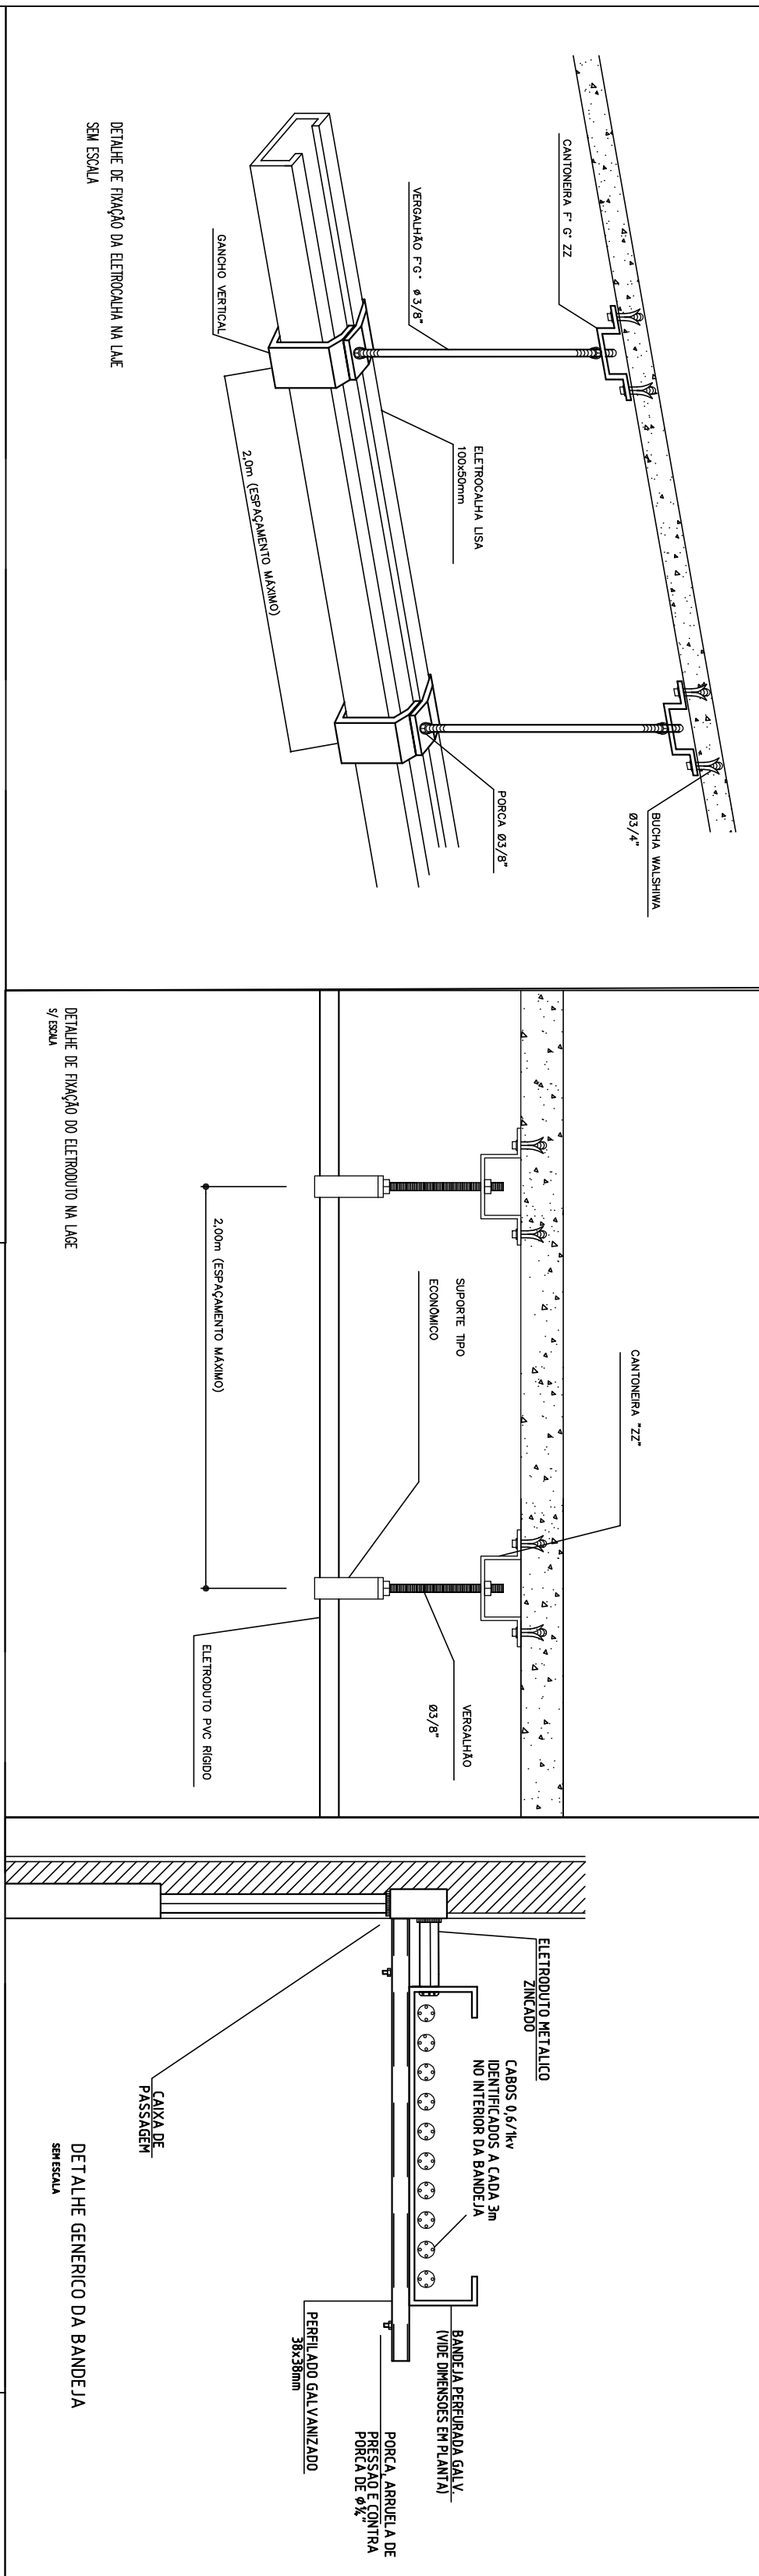 CANTONEIRA F° G° ZZ
VERGALHÃO F°G° Ø 3/8"
GANCHO VERTICAL
ELETROCALHA LISA
100x50mm
2,0m (ESPAÇAMENTO MÁXIMO)
PORCA Ø3/8"
BUCHA WALSHIWA
Ø3/4"
DETALHE DE FIXAÇÃO DA ELETROCALHA NA LAJE
SEM ESCALA
CANTONEIRA "ZZ"
SUPORTE TIPO
ECONÔMICO
VERGALHÃO
Ø3/8"
2,00m (ESPAÇAMENTO MÁXIMO)
ELETRODUTO PVC RÍGIDO
DETALHE DE FIXAÇÃO DO ELETRODUTO NA LAGE
S/ ESCALA
ELETRODUTO METALICO
ZINCADO
CABOS 0,6/1kv
IDENTIFICADOS A CADA 3m
NO INTERIOR DA BANDEJA
BANDEJA PERFURADA GALV.
(VIDE DIMENSOES EM PLANTA)
PORCA, ARRUELA DE
PRESSAO E CONTRA
PORCA DE Ø¼"
PERFILADO GALVANIZADO
38x38mm
CAIXA DE
PASSAGEM
DETALHE GENERICO DA BANDEJA
SEM ESCALA